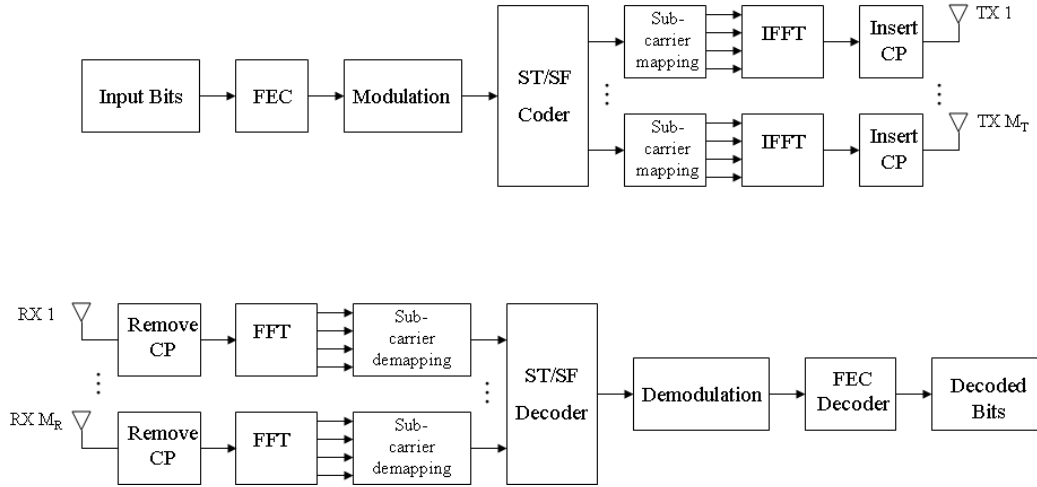 Input Bits
FEC
Modulation
ST/SF
Coder
Sub-
carrier
mapping
IFFT
Insert
CP
TX 1
Sub-
carrier
mapping
IFFT
Insert
CP
TX M_T
RX 1
Remove
CP
FFT
Sub-
carrier
demapping
RX M_R
Remove
CP
FFT
Sub-
carrier
demapping
ST/SF
Decoder
Demodulation
FEC
Decoder
Decoded
Bits